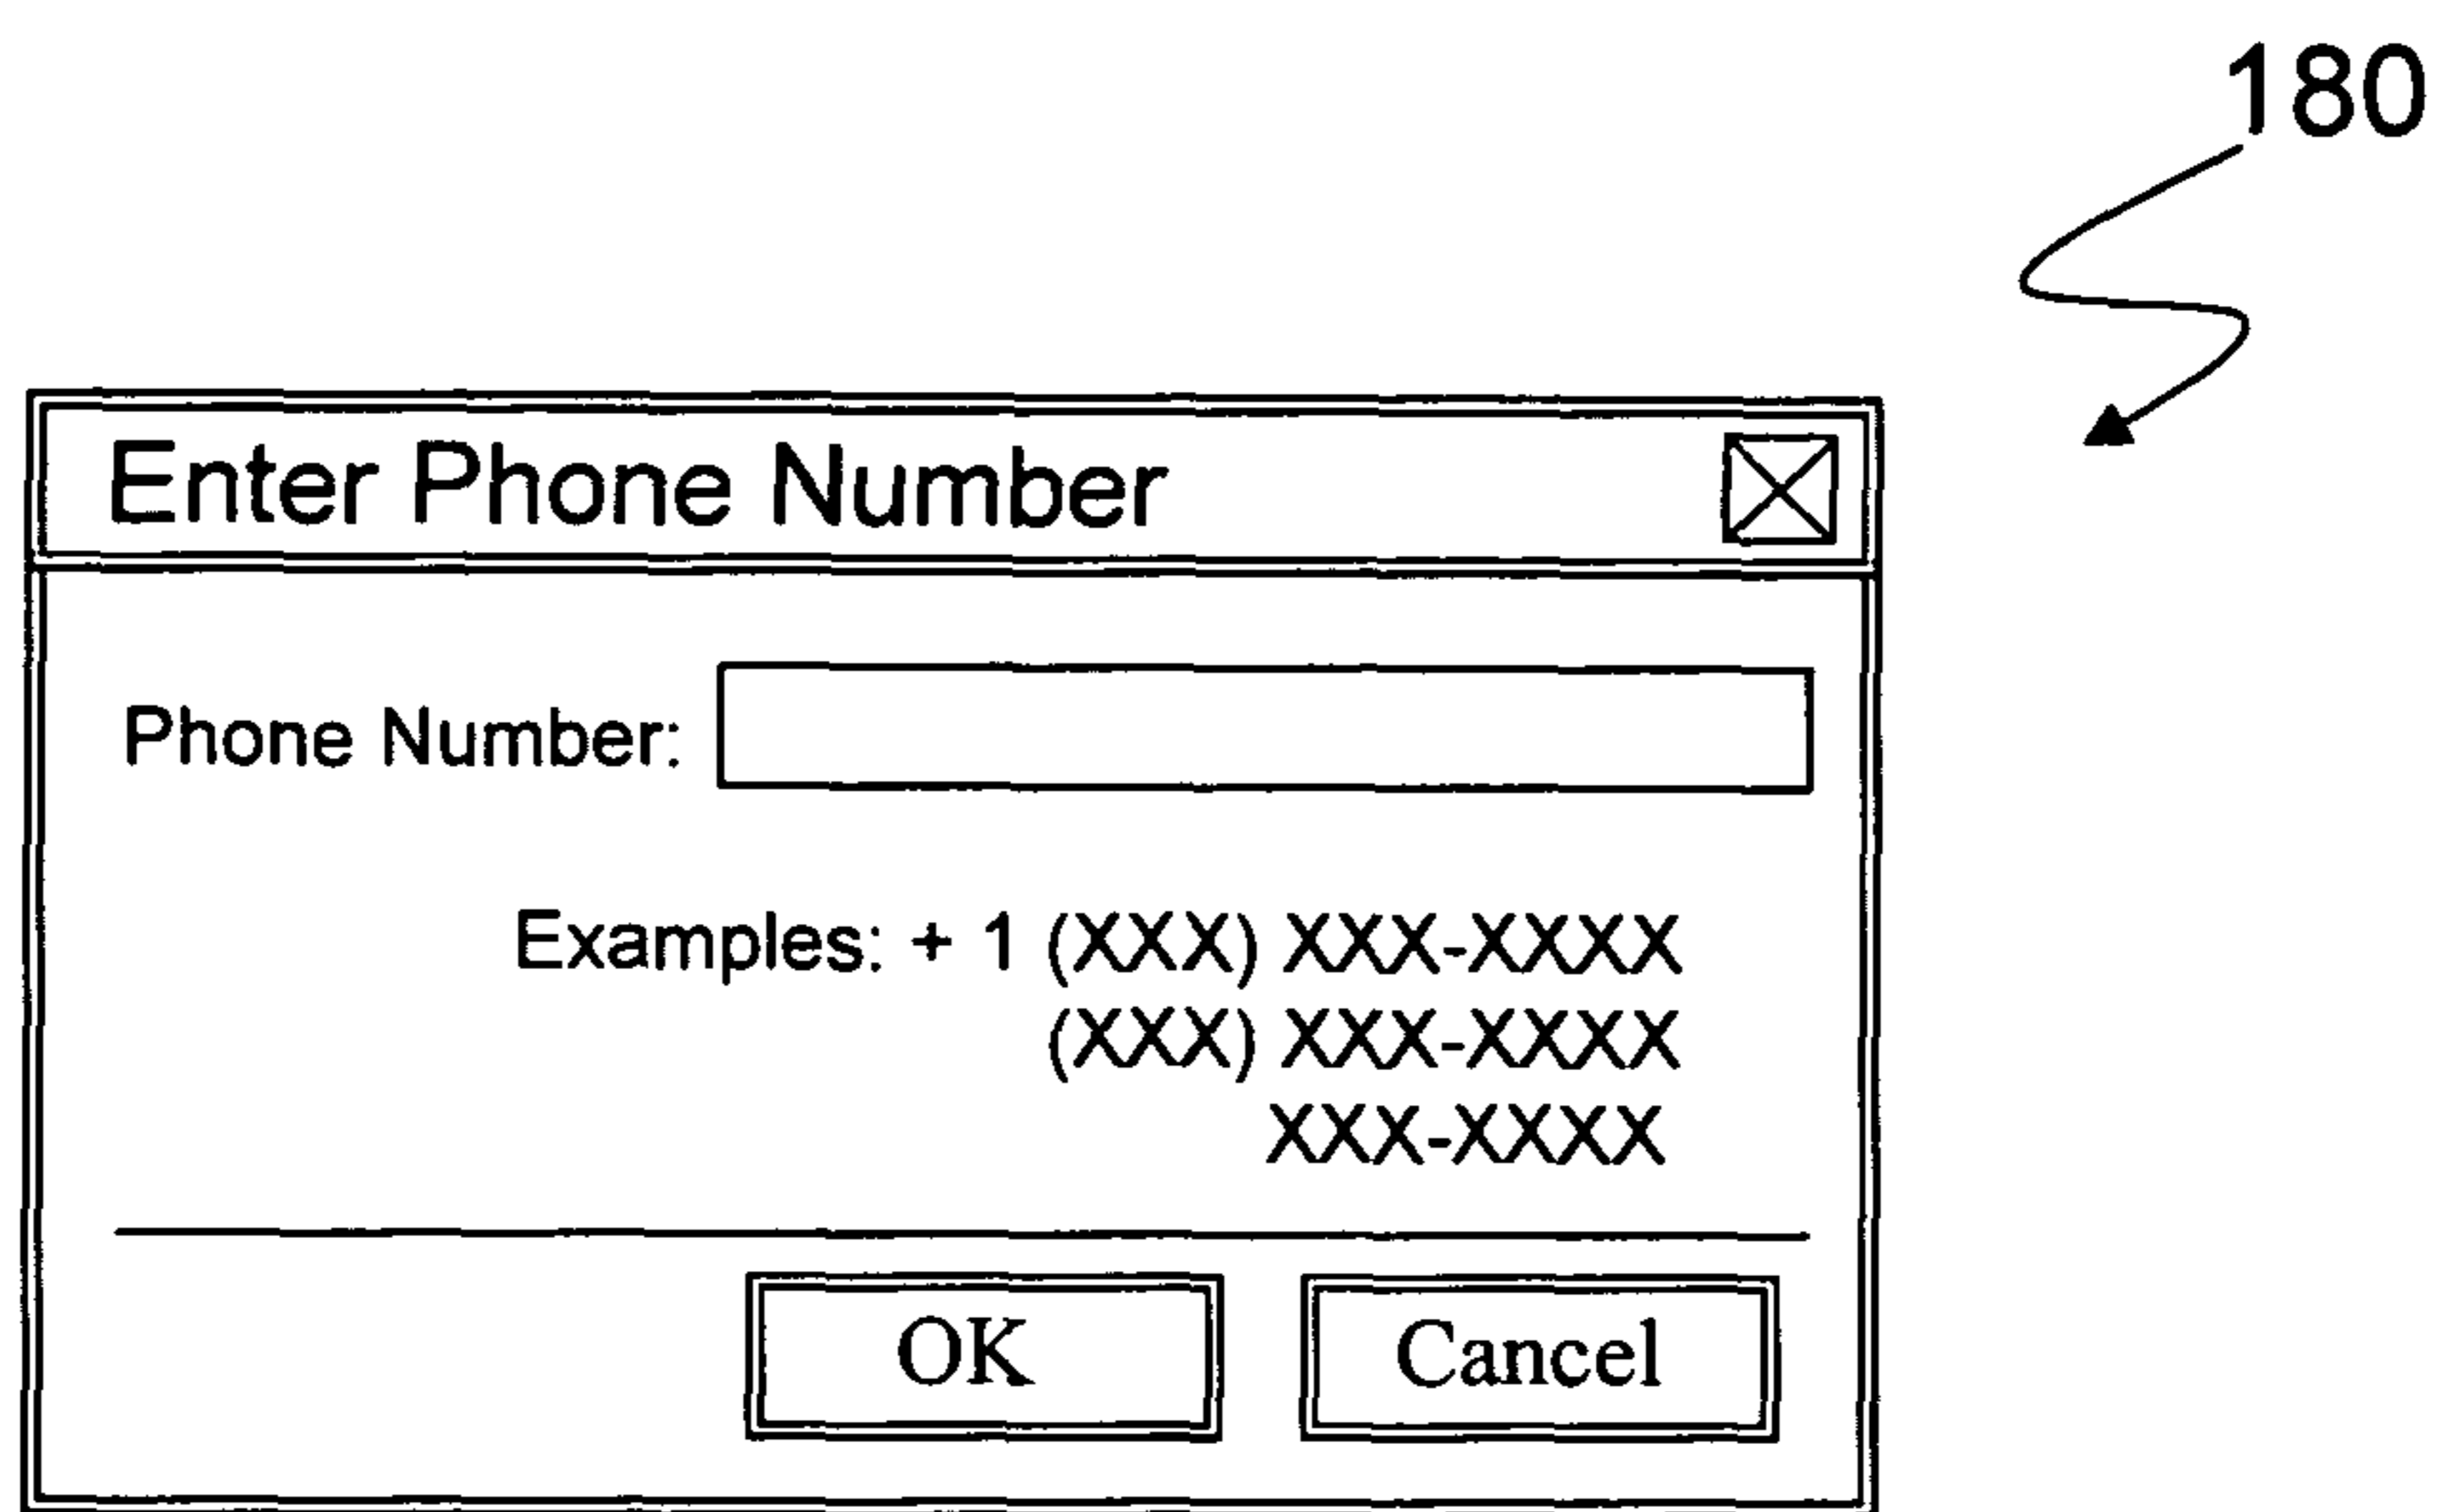 180
Enter Phone Number
Phone Number:
Examples: + 1 (XXX) XXX-XXXX
(XXX) XXX-XXXX
XXX-XXXX
OK Cancel